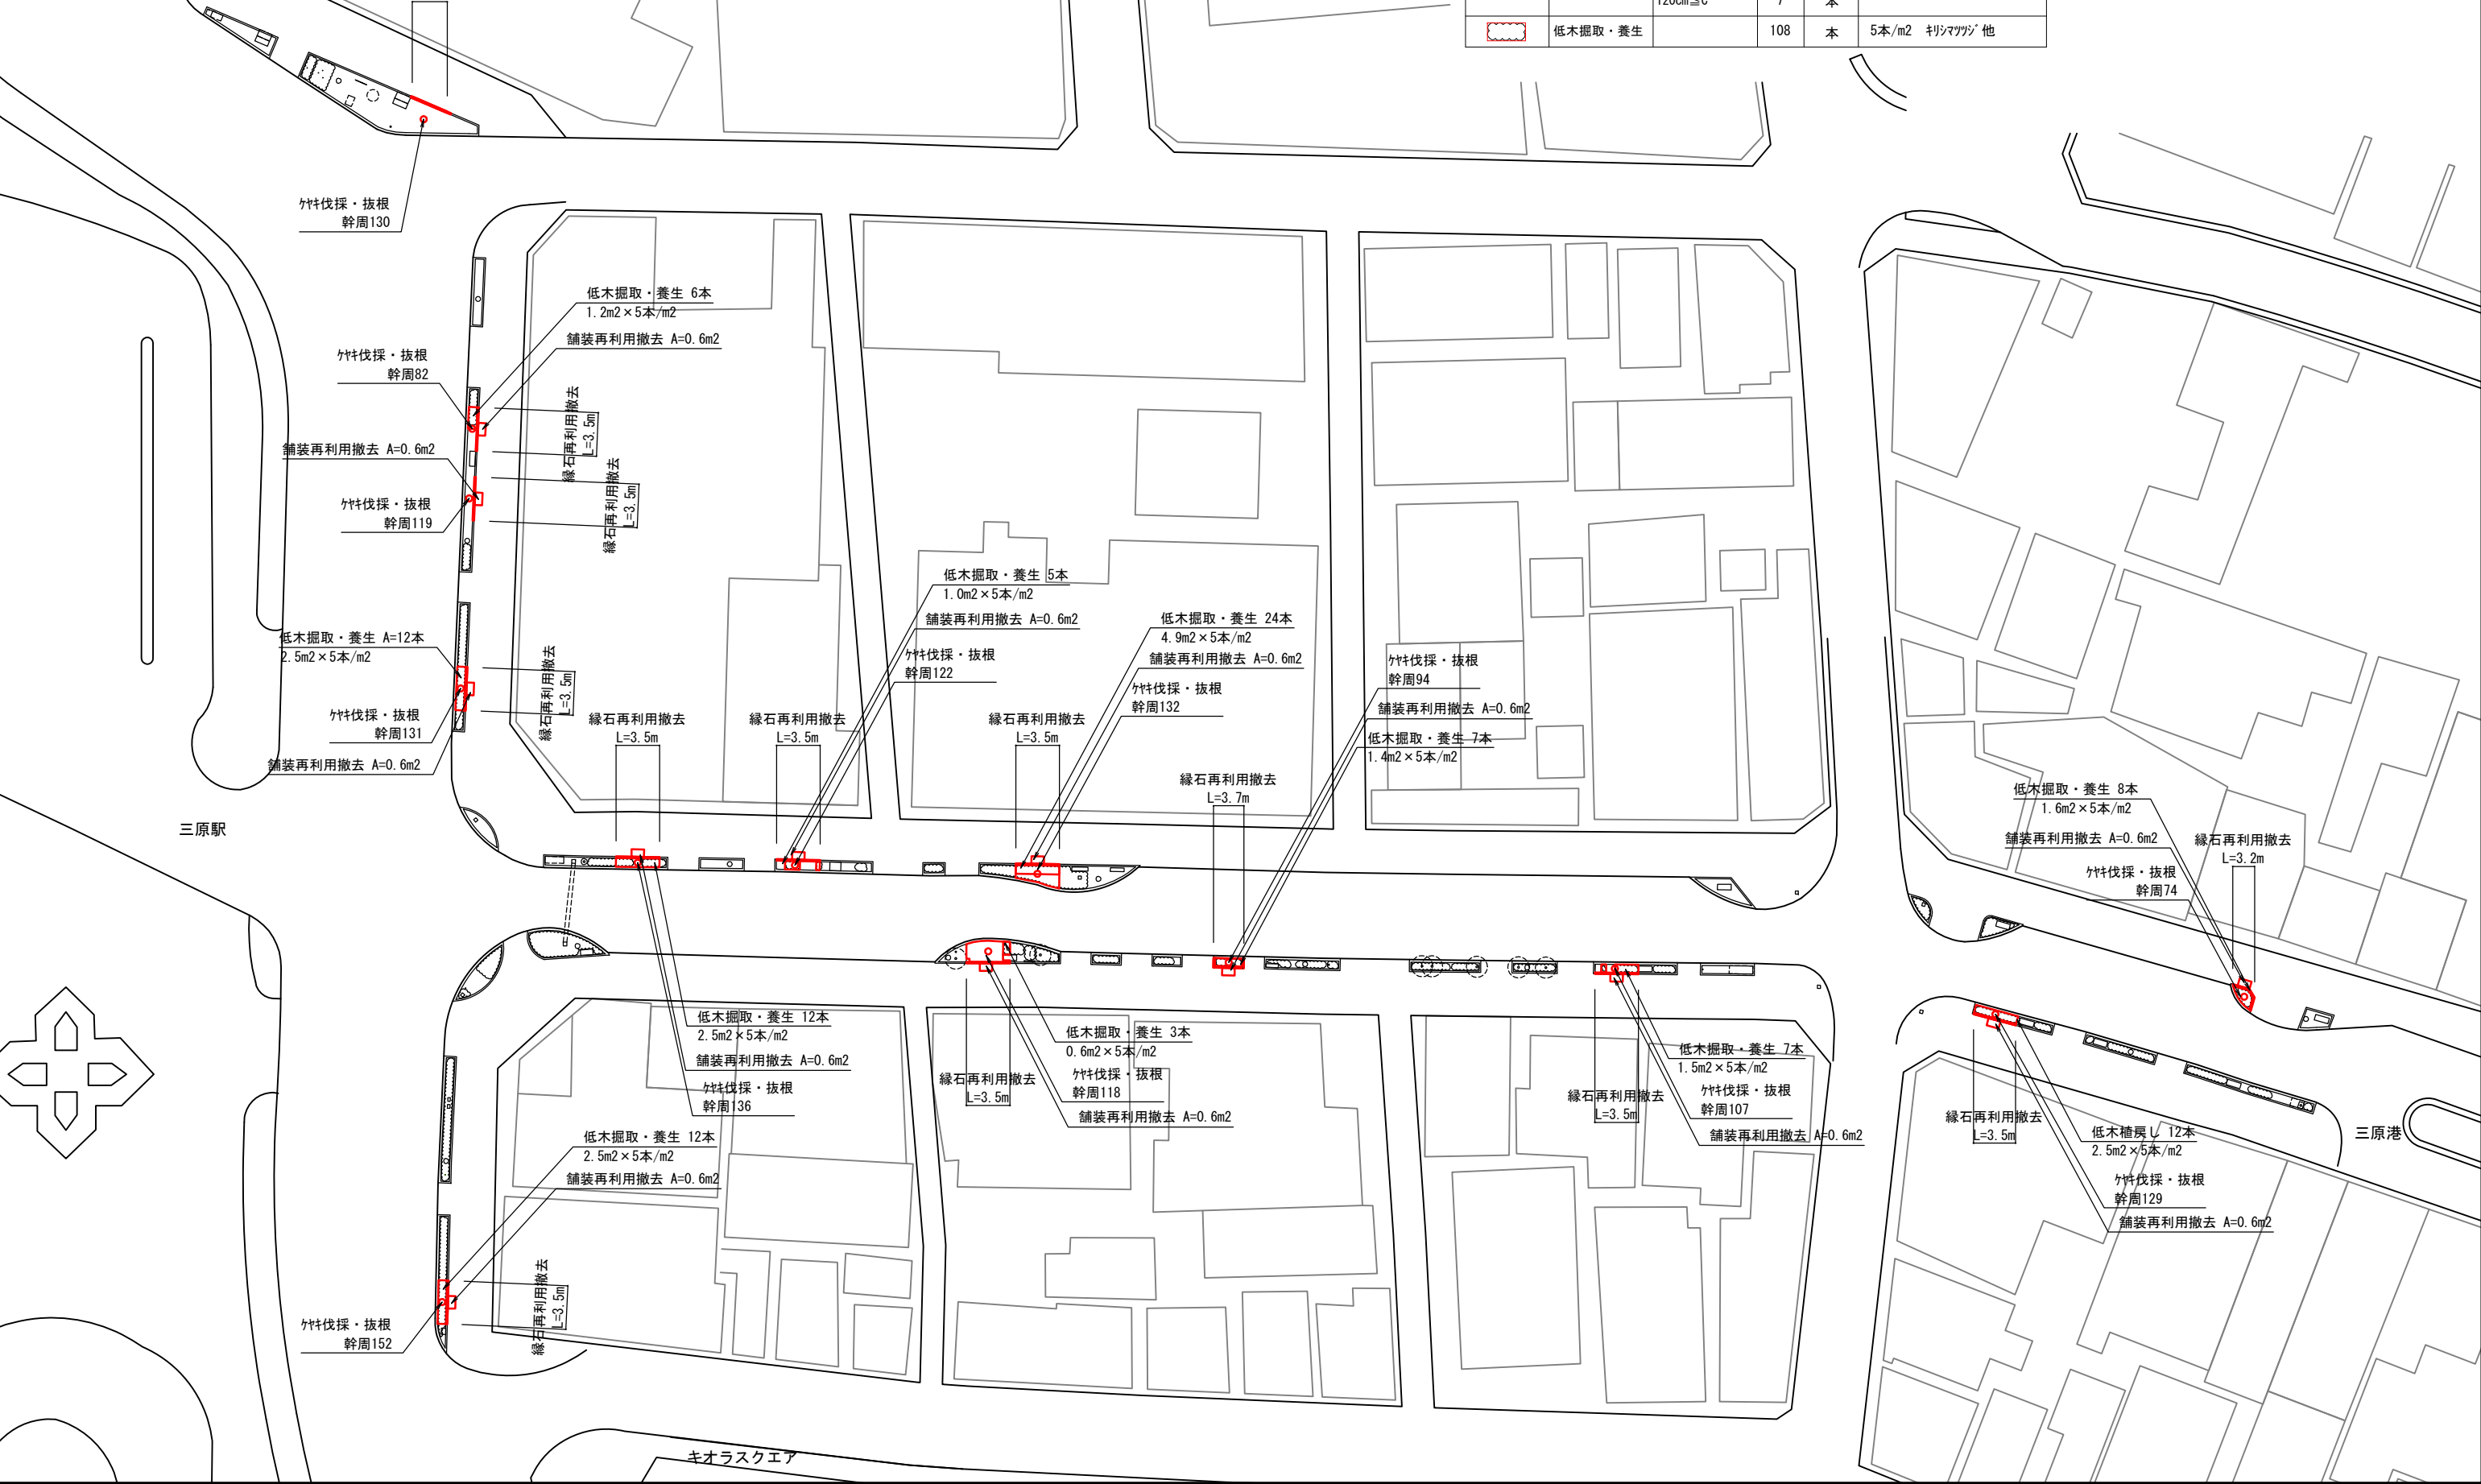 120cm≦C 7 本
低木掘取・養生 108 本 5本/m2 ｷﾘｼﾏﾂﾂｼﾞ他
ｹﾔｷ伐採・抜根
幹周130
低木掘取・養生 6本
1.2m2×5本/m2
舗装再利用撤去 A=0.6m2
ｹﾔｷ伐採・抜根
幹周82
縁石再利用撤去
L=3.5m
舗装再利用撤去 A=0.6m2
縁石再利用撤去
L=3.5m
ｹﾔｷ伐採・抜根
幹周119
低木掘取・養生 5本
1.0m2×5本/m2
舗装再利用撤去 A=0.6m2
ｹﾔｷ伐採・抜根
幹周122
低木掘取・養生 24本
4.9m2×5本/m2
舗装再利用撤去 A=0.6m2
ｹﾔｷ伐採・抜根
幹周132
ｹﾔｷ伐採・抜根
幹周94
舗装再利用撤去 A=0.6m2
低木掘取・養生 7本
1.4m2×5本/m2
低木掘取・養生 A=12本
2.5m2×5本/m2
縁石再利用撤去
L=3.5m
ｹﾔｷ伐採・抜根
幹周131
舗装再利用撤去 A=0.6m2
縁石再利用撤去
L=3.5m
縁石再利用撤去
L=3.5m
縁石再利用撤去
L=3.5m
縁石再利用撤去
L=3.7m
低木掘取・養生 8本
1.6m2×5本/m2
舗装再利用撤去 A=0.6m2
縁石再利用撤去
L=3.2m
ｹﾔｷ伐採・抜根
幹周74
三原駅
低木掘取・養生 12本
2.5m2×5本/m2
舗装再利用撤去 A=0.6m2
ｹﾔｷ伐採・抜根
幹周136
低木掘取・養生 3本
0.6m2×5本/m2
縁石再利用撤去
L=3.5m
ｹﾔｷ伐採・抜根
幹周118
舗装再利用撤去 A=0.6m2
低木掘取・養生 7本
1.5m2×5本/m2
縁石再利用撤去
L=3.5m
ｹﾔｷ伐採・抜根
幹周107
舗装再利用撤去 A=0.6m2
縁石再利用撤去
L=3.5m
低木植戻し 12本
2.5m2×5本/m2
三原港
ｹﾔｷ伐採・抜根
幹周129
舗装再利用撤去 A=0.6m2
低木掘取・養生 12本
2.5m2×5本/m2
舗装再利用撤去 A=0.6m2
縁石再利用撤去
L=3.5m
ｹﾔｷ伐採・抜根
幹周152
キオラスクエア